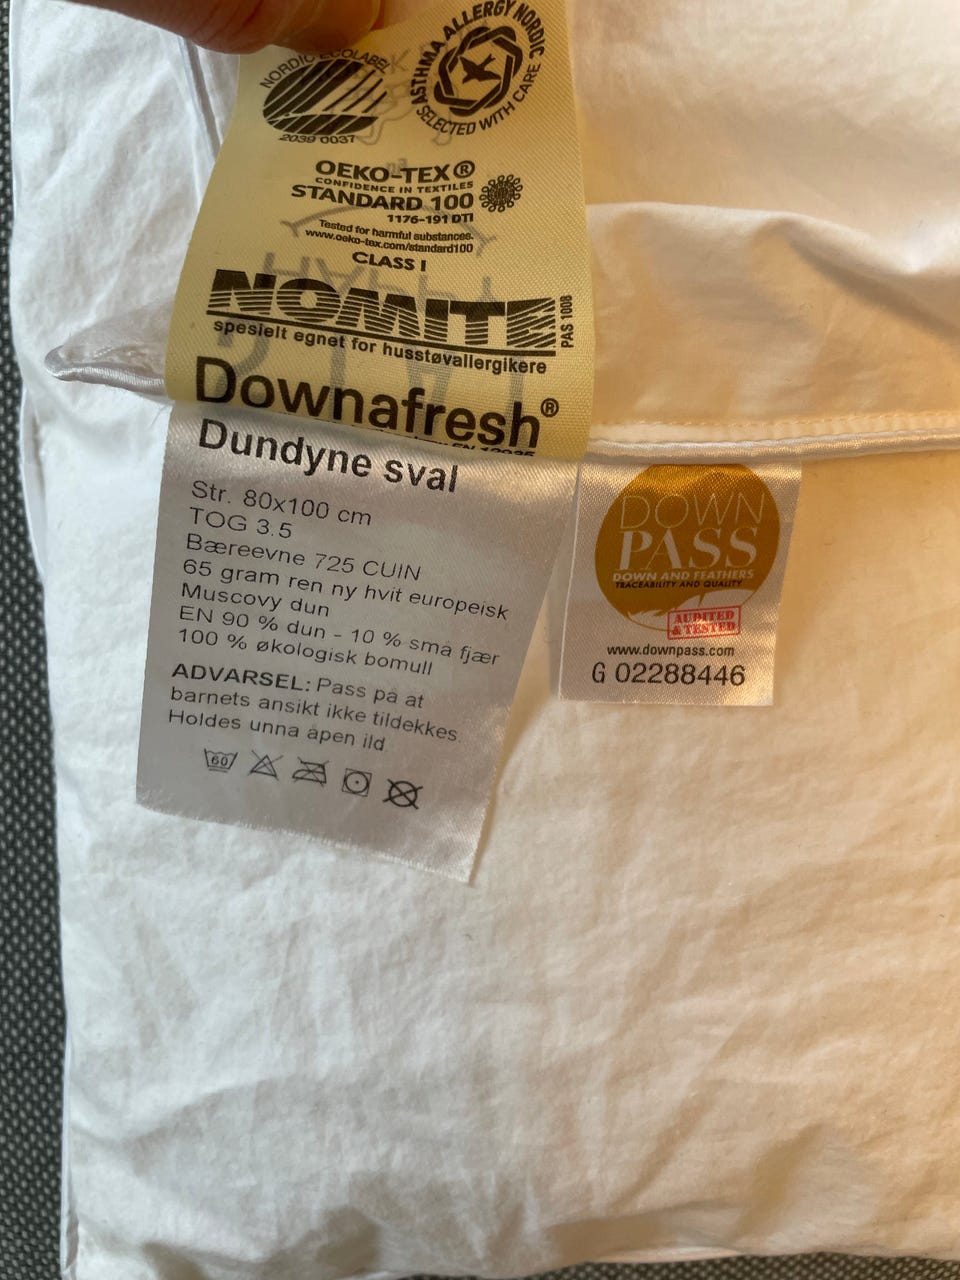 NORDIC ECOLABEL
2039 0037
ASTHMA ALLERGY NORDIC
SELECTED WITH CARE
OEKO-TEX®
CONFIDENCE IN TEXTILES
STANDARD 100
1176-191 DTI
Tested for harmful substances.
www.oeko-tex.com/standard100
CLASS I
NOMITE
PAS 1008
spesielt egnet for husstøvallergikere
Downafresh®
EN 12935
Dundyne sval
Str. 80x100 cm
TOG 3.5
Bæreevne 725 CUIN
65 gram ren ny hvit europeisk
Muscovy dun
EN 90 % dun - 10 % små fjær
100 % økologisk bomull
ADVARSEL: Pass på at
barnets ansikt ikke tildekkes.
Holdes unna åpen ild
60
DOWN
PASS
DOWN AND FEATHERS
TRACEABILITY AND QUALITY
AUDITED
& TESTED
www.downpass.com
G 02288446